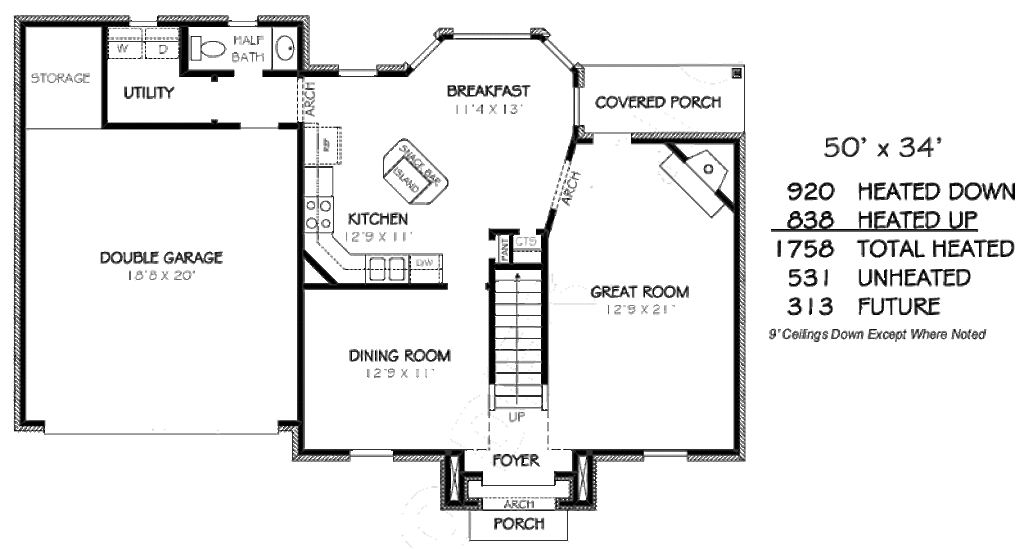 STORAGE
W D
HALF
BATH
UTILITY
ARCH
REF
BREAKFAST
11'4 X 13'
COVERED PORCH
SNACK BAR
ISLAND
ARCH
KITCHEN
12'9 X 11'
DW
PANT
CTS
DOUBLE GARAGE
18'8 X 20'
GREAT ROOM
12'9 X 21'
DINING ROOM
12'9 X 11'
UP
FOYER
ARCH
PORCH
50' x 34'
920 HEATED DOWN
838 HEATED UP
1758 TOTAL HEATED
531 UNHEATED
313 FUTURE
9' Ceilings Down Except Where Noted